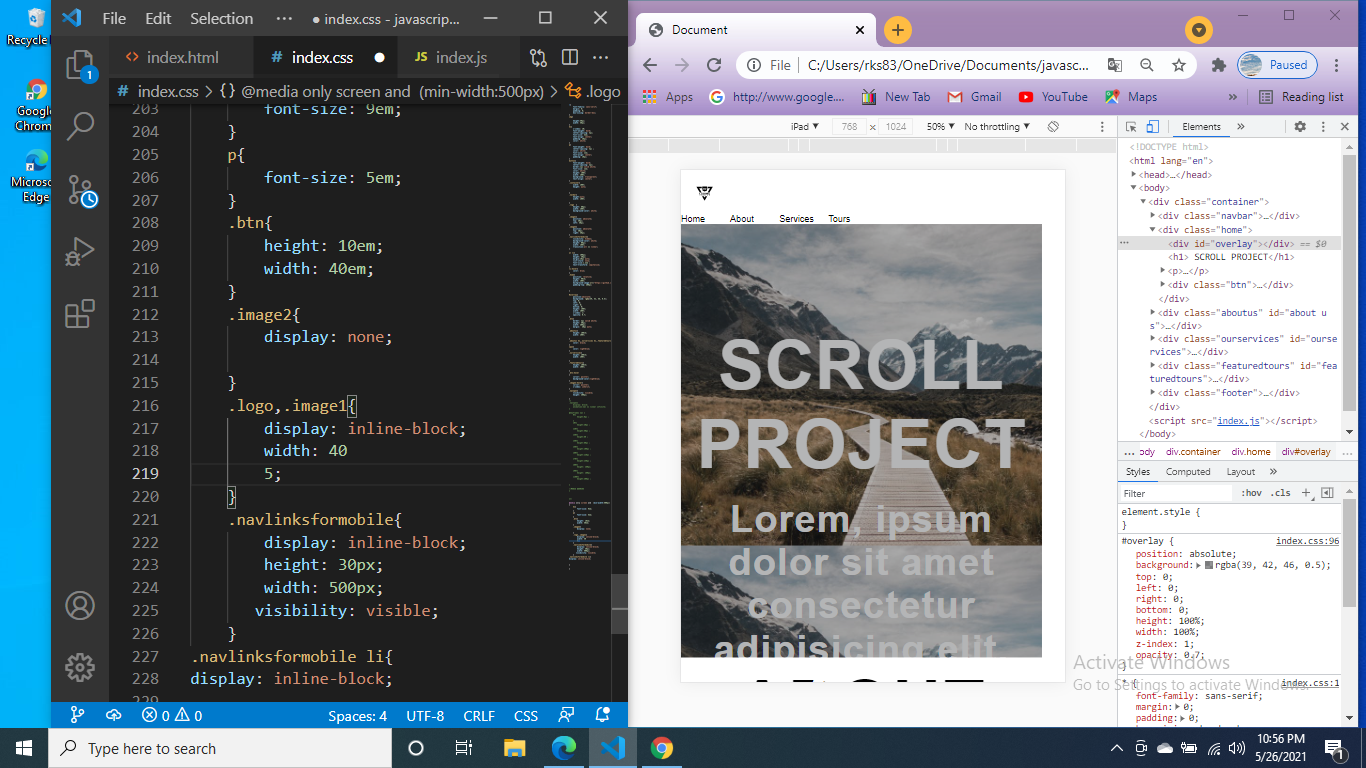 Recycle
Google
Chrom
Micros
Edge
File Edit Selection ··· ● index.css - javascrip...
index.html # index.css ● JS index.js ···
# index.css > {} @media only screen and (min-width:500px) > .logo
203 font-size: 9em;
204 }
205 p{
206 font-size: 5em;
207 }
208 .btn{
209 height: 10em;
210 width: 40em;
211 }
212 .image2{
213 display: none;
214
215 }
216 .logo,.image1{
217 display: inline-block;
218 width: 40
219 5;
220 }
221 .navlinksformobile{
222 display: inline-block;
223 height: 30px;
224 width: 500px;
225 visibility: visible;
226 }
227 .navlinksformobile li{
228 display: inline-block;
229
1
0 0 Spaces: 4 UTF-8 CRLF CSS
Document
File | C:/Users/rks83/OneDrive/Documents/javasc... Paused
Apps http://www.google.... New Tab Gmail YouTube Maps » Reading list
iPad ▼ 768 x 1024 50% ▼ No throttling ▼
Home About Services Tours
SCROLL
PROJECT
Lorem, ipsum
dolor sit amet
consectetur
adipisicing elit.
Elements »
<!DOCTYPE html>
<html lang="en">
<head>…</head>
<body>
<div class="container">
<div class="navbar">…</div>
<div class="home">
<div id="overlay"></div> == $0
<h1> SCROLL PROJECT</h1>
<p>…</p>
<div class="btn">…</div>
</div>
<div class="aboutus" id="about u
s">…</div>
<div class="ourservices" id="ourse
rvices">…</div>
<div class="featuredtours" id="fea
turedtours">…</div>
<div class="footer">…</div>
</div>
<script src="index.js"></script>
</body>
... ody div.container div.home div#overlay ...
Styles Computed Layout »
Filter :hov .cls +
element.style {
}
#overlay { index.css:96
position: absolute;
background: rgba(39, 42, 46, 0.5);
top: 0;
left: 0;
right: 0;
bottom: 0;
height: 100%;
width: 100%;
z-index: 1;
opacity: 0.7;
}
* { index.css:1
font-family: sans-serif;
margin: 0;
padding: 0;
Activate Windows
Go to Settings to activate Windows.
Type here to search
10:56 PM
5/26/2021
1